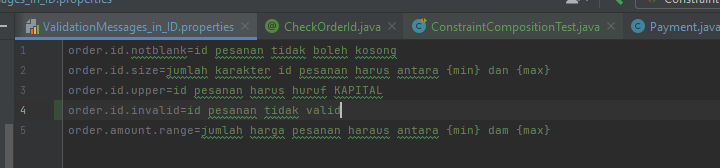 ges_in_ID.properties
ValidationMessages_in_ID.properties
CheckOrderId.java
ConstraintCompositionTest.java
Payment.java
1 order.id.notblank=id pesanan tidak boleh kosong
2 order.id.size=jumlah karakter id pesanan harus antara {min} dan {max}
3 order.id.upper=id pesanan harus huruf KAPITAL
4 order.id.invalid=id pesanan tidak valid
5 order.amount.range=jumlah harga pesanan haraus antara {min} dam {max}